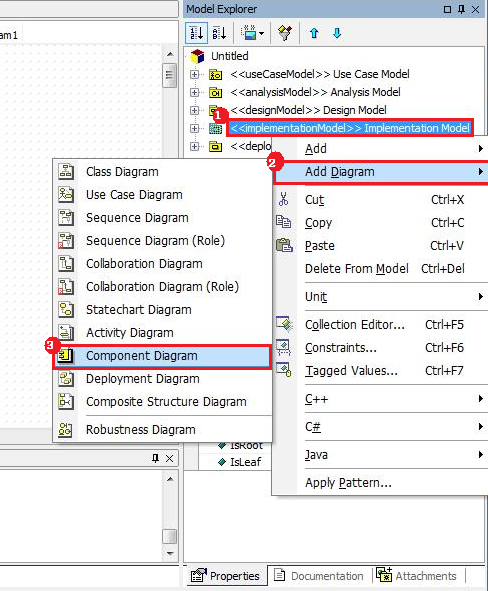 Model Explorer
am1
Untitled
<<useCaseModel>> Use Case Model
<<analysisModel>> Analysis Model
<<designModel>> Design Model
1
<<implementationModel>> Implementation Model
<<deplo
2
Add
Add Diagram
Cut Ctrl+X
Copy Ctrl+C
Paste Ctrl+V
Delete From Model Ctrl+Del
Unit
Collection Editor... Ctrl+F5
Constraints... Ctrl+F6
Tagged Values... Ctrl+F7
C++
C#
Java
Apply Pattern...
Class Diagram
Use Case Diagram
Sequence Diagram
Sequence Diagram (Role)
Collaboration Diagram
Collaboration Diagram (Role)
Statechart Diagram
Activity Diagram
3
Component Diagram
Deployment Diagram
Composite Structure Diagram
Robustness Diagram
IsRoot
IsLeaf
Properties Documentation Attachments